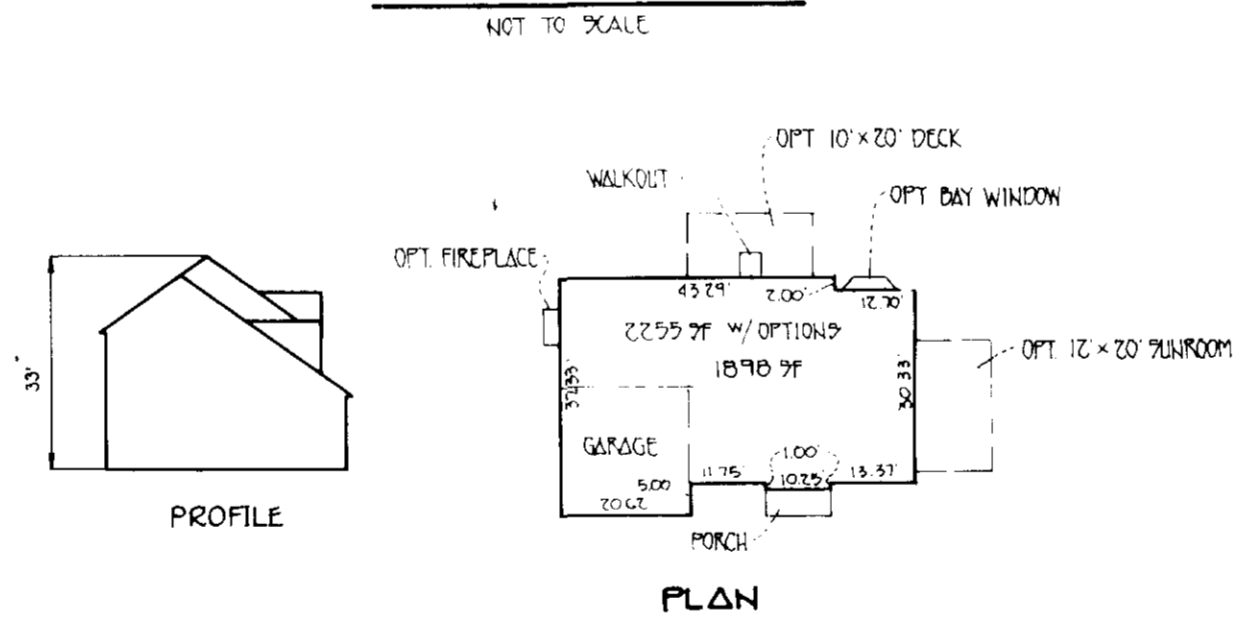 NOT TO SCALE
OPT 10' × 20' DECK
WALKOUT
OPT BAY WINDOW
OPT. FIREPLACE
43.29'
2.00'
12.70'
2255 SF W/ OPTIONS
1898 SF
OPT. 12' × 20' SUNROOM
33'
37.33'
30.33'
GARAGE
1.00'
11.75'
10.25'
13.37'
5.00
20.62
PORCH
PROFILE
PLAN